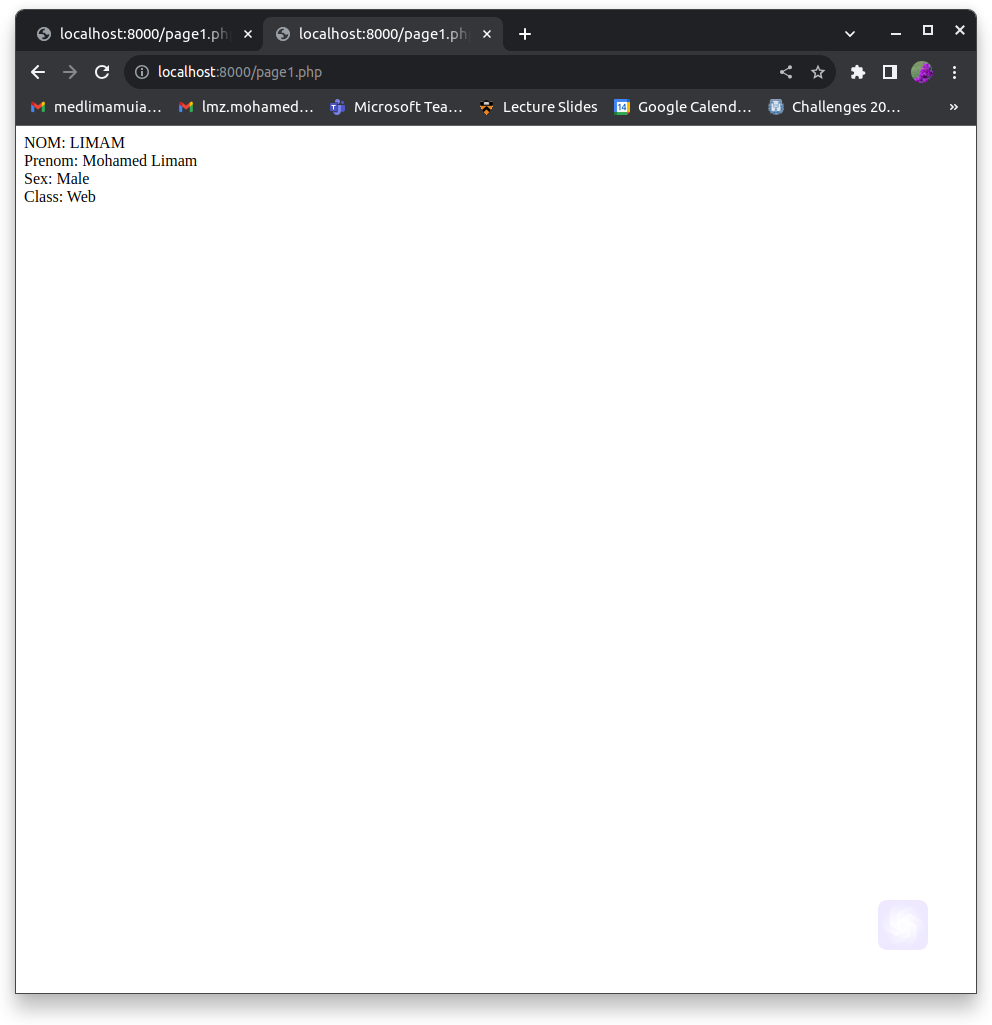 localhost:8000/page1.ph
localhost:8000/page1.ph
localhost:8000/page1.php
medlimamuia...
lmz.mohamed...
Microsoft Tea...
Lecture Slides
14
Google Calend...
Challenges 20...
»
NOM: LIMAM
Prenom: Mohamed Limam
Sex: Male
Class: Web